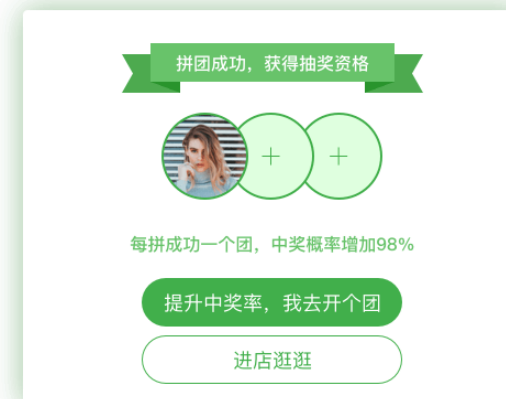 拼团成功，获得抽奖资格
每拼成功一个团，中奖概率增加98%
提升中奖率，我去开个团
进店逛逛